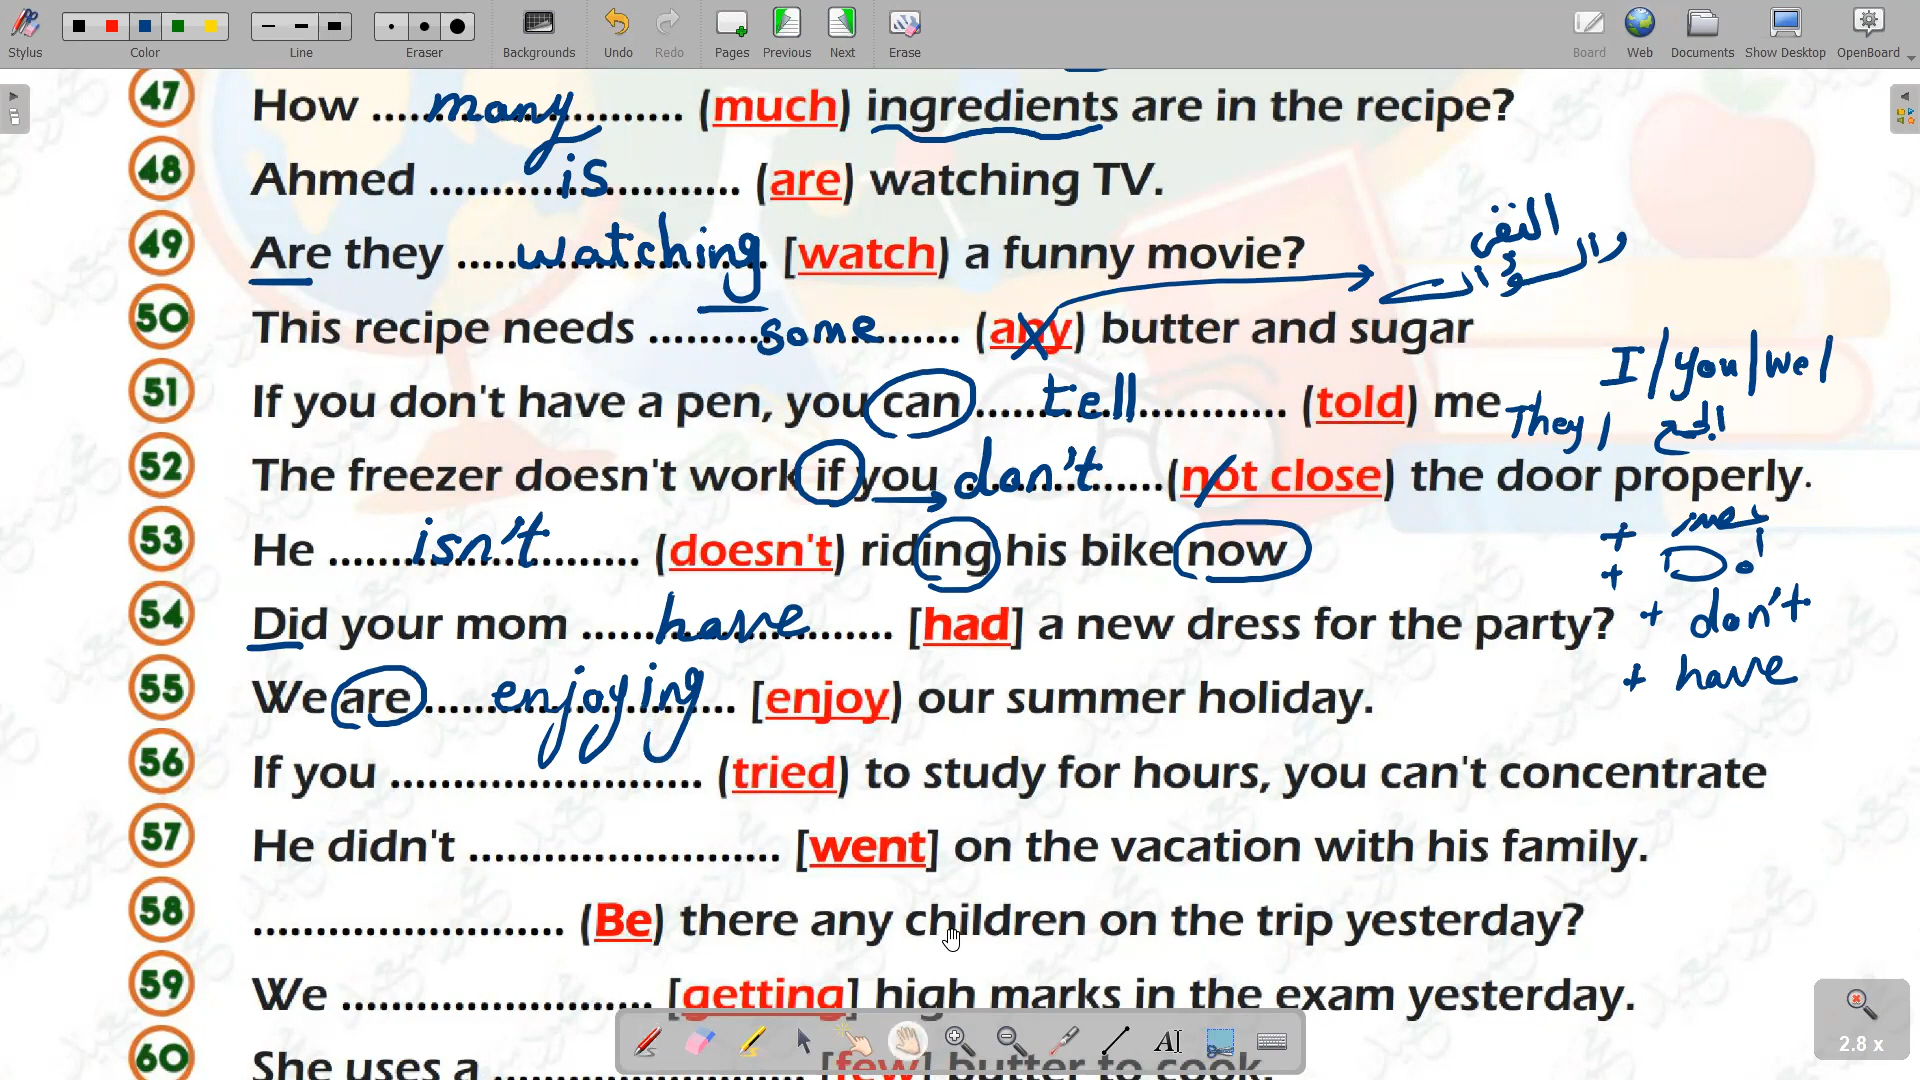 Stylus Color Line Eraser Backgrounds Undo Redo Pages Previous Next Erase Board Web Documents Show Desktop OpenBoard
47 How ........many........ (much) ingredients are in the recipe?
48 Ahmed ........is........ (are) watching TV.
49 Are they ........watching........ [watch) a funny movie?
النفى
والسؤال
50 This recipe needs ........some........ (any) butter and sugar
I / you / we /
They / الجمع
51 If you don't have a pen, you can ........tell........ (told) me
52 The freezer doesn't work if you don't........(not close) the door properly.
53 He ........isn't........ (doesn't) riding his bike now
+
+ Do
+ don't
+ have
54 Did your mom ........have........ [had] a new dress for the party?
55 We are ........enjoying........ [enjoy) our summer holiday.
56 If you ........................ (tried) to study for hours, you can't concentrate
57 He didn't ........................ [went] on the vacation with his family.
58 ........................ (Be) there any children on the trip yesterday?
59 We ........................ [getting] high marks in the exam yesterday.
60 She uses a ........................ [few] butter to cook.
2.8 x